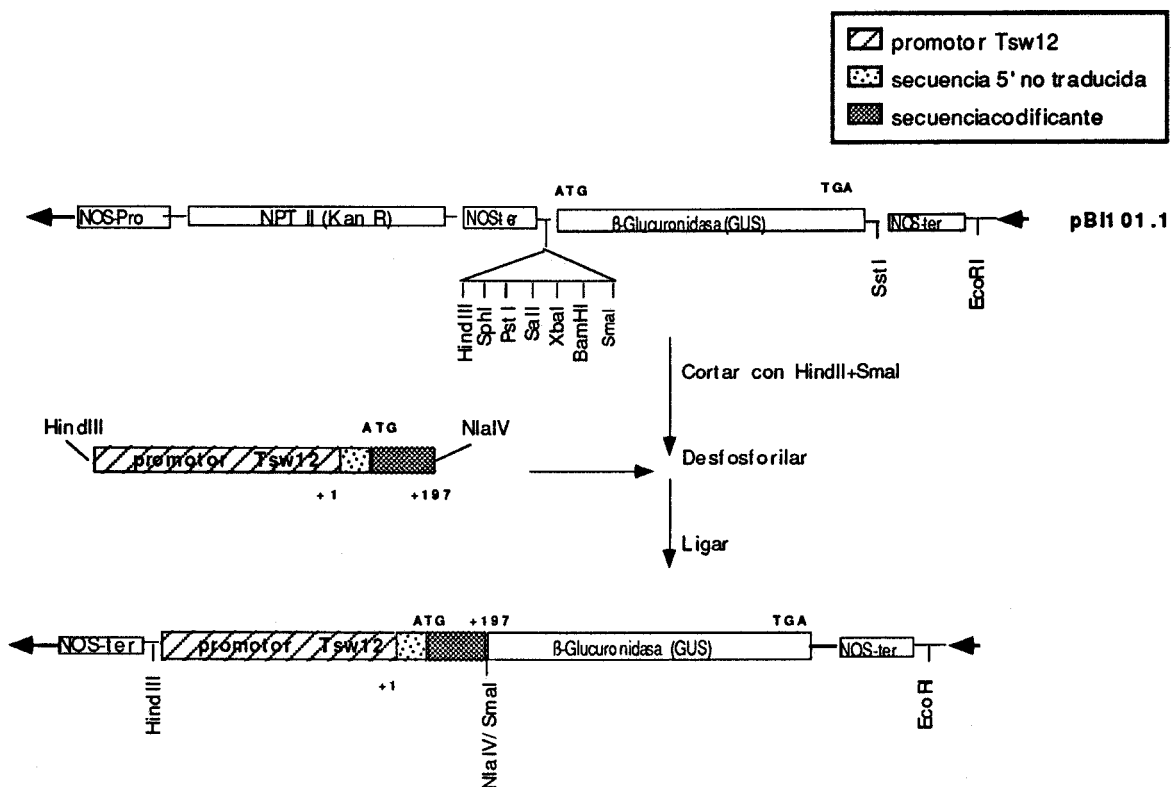 promotor Tsw12
secuencia 5' no traducida
secuenciacodificante
ATG
TGA
NOS-Pro
NPT II (Kan R)
NOSter
β-Glucuronidasa (GUS)
NOS-ter
pBI101.1
HindIII
SphI
Pst I
SalI
XbaI
BamHI
SmaI
Sst I
EcoRI
Cortar con HindII+SmaI
HindIII
ATG
NlaIV
promotor Tsw12
+1
+197
Desfosforilar
Ligar
ATG
+197
TGA
NOS-ter
promotor Tsw12
β-Glucuronidasa (GUS)
NOS-ter
+1
HindIII
NlaIV/ SmaI
EcoR